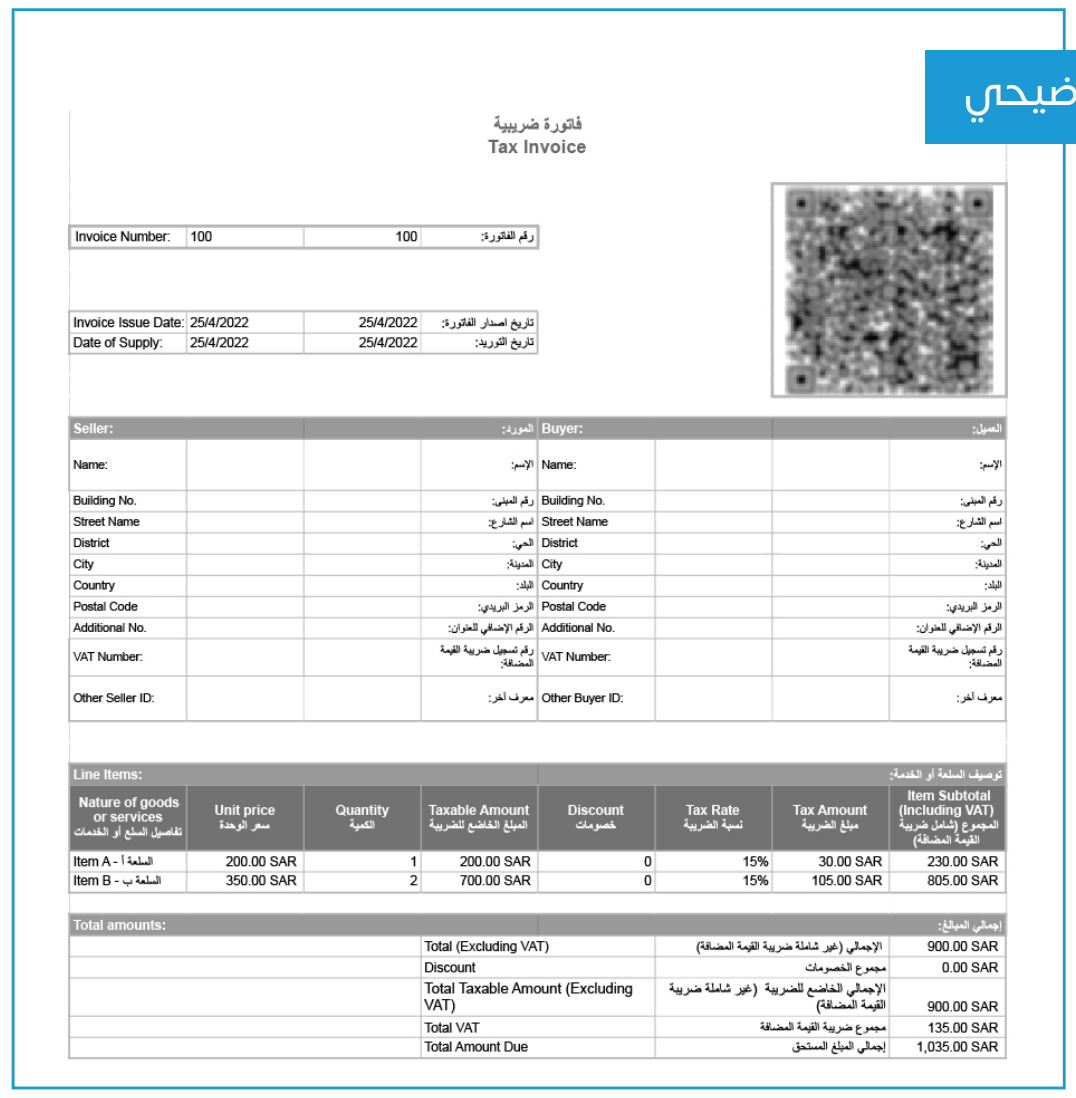 ضيحي
فاتورة ضريبية
Tax Invoice
Invoice Number: 100 100 رقم الفاتورة:
Invoice Issue Date: 25/4/2022 25/4/2022 تاريخ اصدار الفاتورة:
Date of Supply: 25/4/2022 25/4/2022 تاريخ التوريد:
Seller: المورد: Buyer: العميل:
Name: الإسم: Name: الإسم:
Building No. رقم المبنى: Building No. رقم المبنى:
Street Name اسم الشارع: Street Name اسم الشارع:
District الحي: District الحي:
City المدينة: City المدينة:
Country البلد: Country البلد:
Postal Code الرمز البريدي: Postal Code الرمز البريدي:
Additional No. الرقم الإضافي للعنوان: Additional No. الرقم الإضافي للعنوان:
VAT Number: رقم تسجيل ضريبة القيمة المضافة: VAT Number: رقم تسجيل ضريبة القيمة المضافة:
Other Seller ID: معرف آخر: Other Buyer ID: معرف آخر:
Line Items: توصيف السلعة أو الخدمة:
Nature of goods or services تفاصيل السلع أو الخدمات Unit price سعر الوحدة Quantity الكمية Taxable Amount المبلغ الخاضع للضريبة Discount خصومات Tax Rate نسبة الضريبة Tax Amount مبلغ الضريبة Item Subtotal (Including VAT) المجموع (شامل ضريبة القيمة المضافة)
Item A - السلعة أ 200.00 SAR 1 200.00 SAR 0 15% 30.00 SAR 230.00 SAR
Item B - السلعة ب 350.00 SAR 2 700.00 SAR 0 15% 105.00 SAR 805.00 SAR
Total amounts: إجمالي المبالغ:
Total (Excluding VAT) الإجمالي (غير شاملة ضريبة القيمة المضافة) 900.00 SAR
Discount مجموع الخصومات 0.00 SAR
Total Taxable Amount (Excluding VAT) الإجمالي الخاضع للضريبة (غير شاملة ضريبة القيمة المضافة) 900.00 SAR
Total VAT مجموع ضريبة القيمة المضافة 135.00 SAR
Total Amount Due إجمالي المبلغ المستحق 1,035.00 SAR